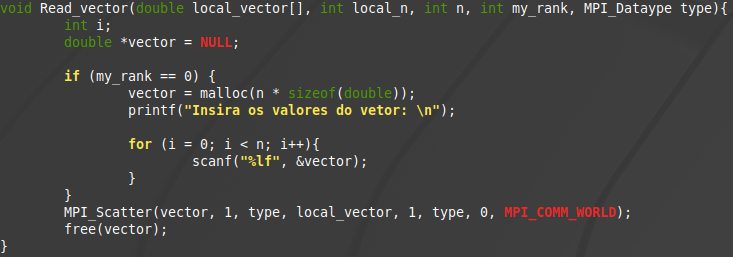 void Read_vector(double local_vector[], int local_n, int n, int my_rank, MPI_Dataype type){
int i;
double *vector = NULL;
if (my_rank == 0) {
vector = malloc(n * sizeof(double));
printf("Insira os valores do vetor: \n");
for (i = 0; i < n; i++){
scanf("%lf", &vector);
}
}
MPI_Scatter(vector, 1, type, local_vector, 1, type, 0, MPI_COMM_WORLD);
free(vector);
}